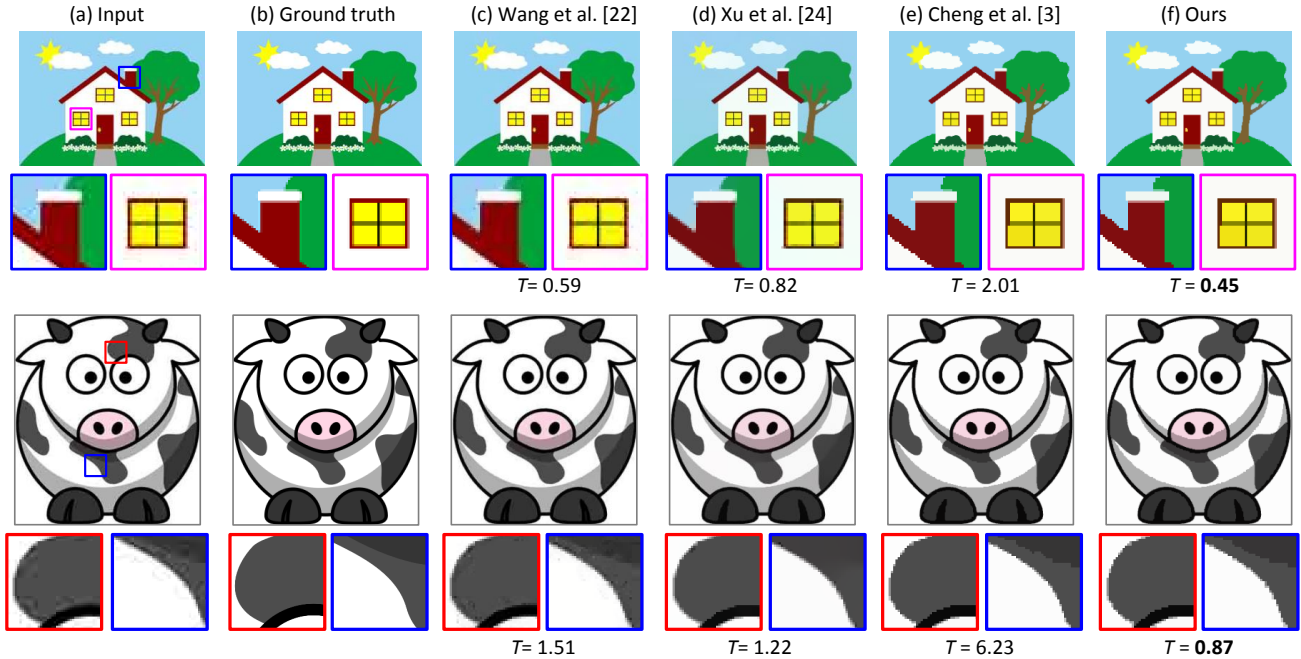 (a) Input (b) Ground truth (c) Wang et al. [22] (d) Xu et al. [24] (e) Cheng et al. [3] (f) Ours
T= 0.59 T= 0.82 T= 2.01 T = 0.45
T= 1.51 T= 1.22 T= 6.23 T = 0.87